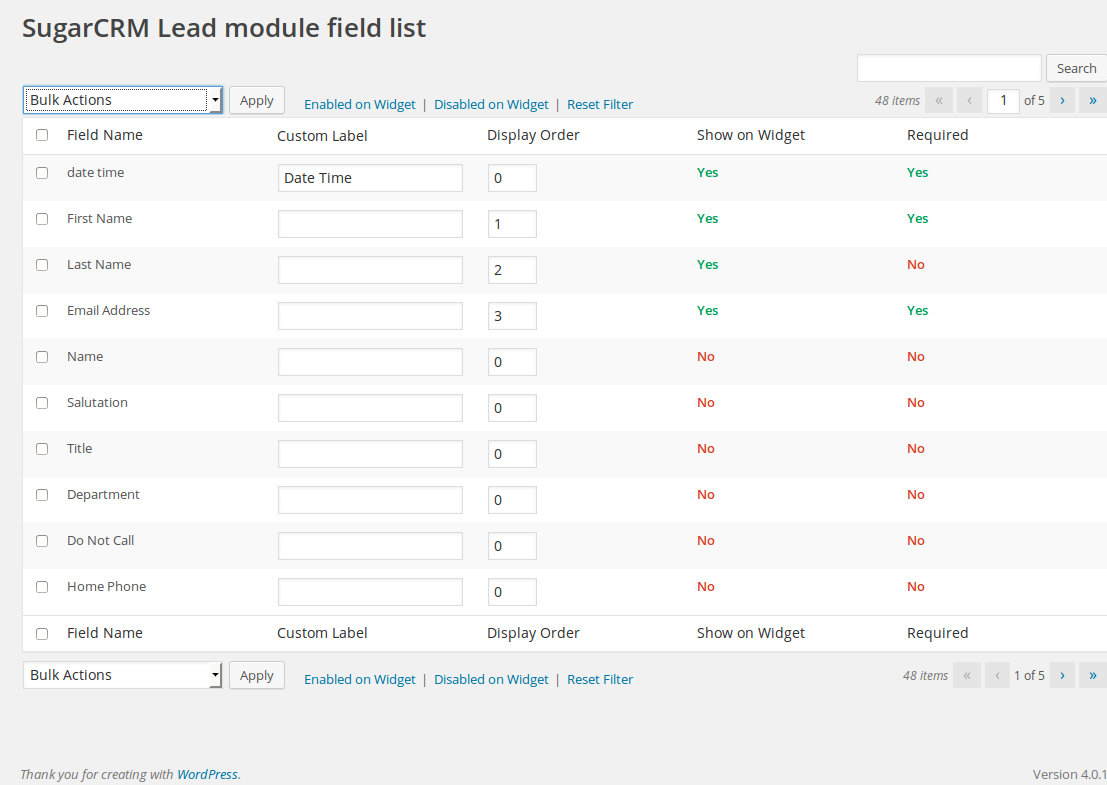 SugarCRM Lead module field list
Search
Bulk Actions Apply Enabled on Widget | Disabled on Widget | Reset Filter 48 items « ‹ 1 of 5 › »
Field Name Custom Label Display Order Show on Widget Required
date time Date Time 0 Yes Yes
First Name 1 Yes Yes
Last Name 2 Yes No
Email Address 3 Yes Yes
Name 0 No No
Salutation 0 No No
Title 0 No No
Department 0 No No
Do Not Call 0 No No
Home Phone 0 No No
Field Name Custom Label Display Order Show on Widget Required
Bulk Actions Apply Enabled on Widget | Disabled on Widget | Reset Filter 48 items « ‹ 1 of 5 › »
Thank you for creating with WordPress. Version 4.0.1